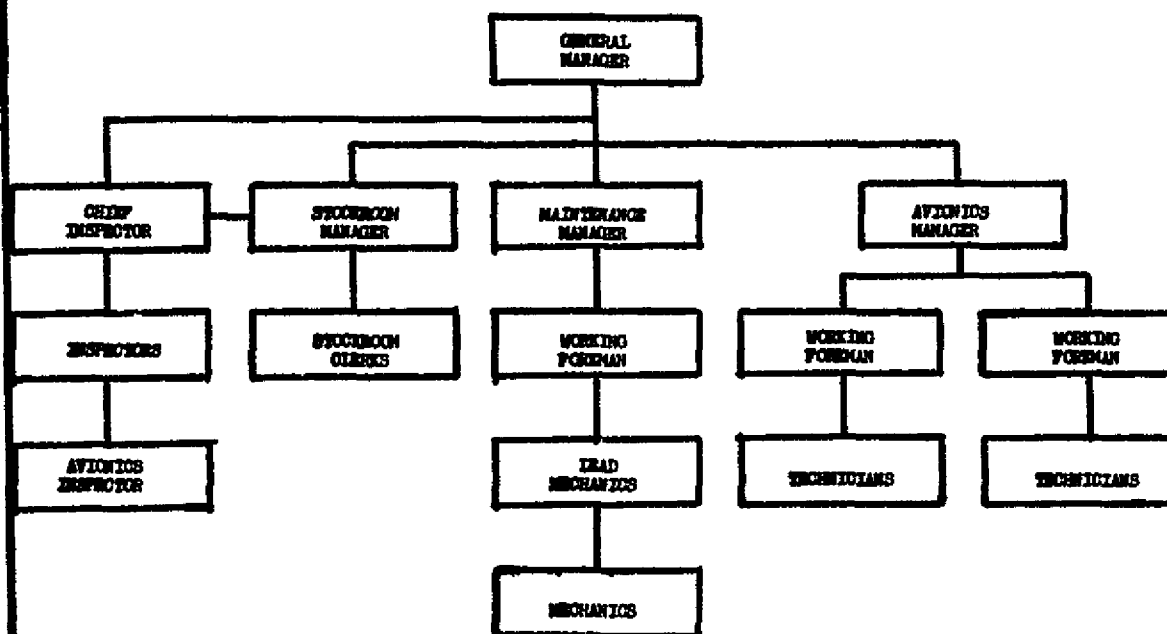 GENERAL
MANAGER
CHIEF
INSPECTOR
STOCKROOM
MANAGER
MAINTENANCE
MANAGER
AVIONICS
MANAGER
INSPECTORS
STOCKROOM
CLERKS
WORKING
FOREMAN
WORKING
FOREMAN
WORKING
FOREMAN
AVIONICS
INSPECTOR
LEAD
MECHANICS
TECHNICIANS
TECHNICIANS
MECHANICS